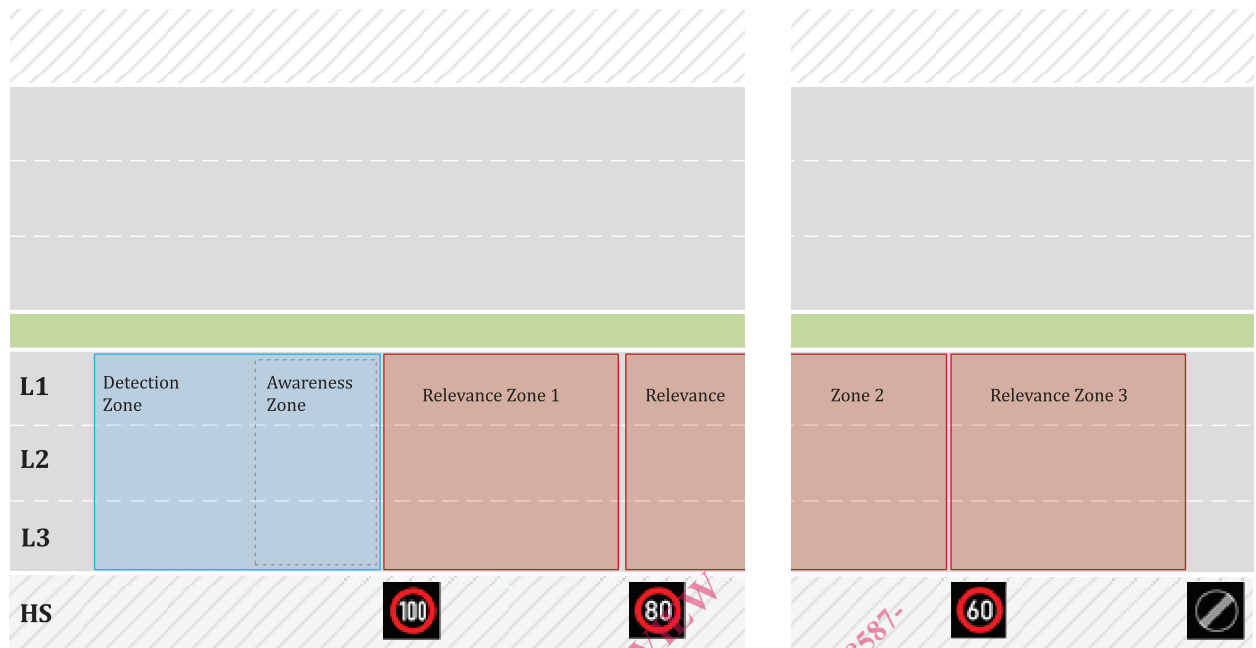 L1
Detection
Zone
Awareness
Zone
Relevance Zone 1
Relevance
Zone 2
Relevance Zone 3
L2
L3
HS
100
80
60